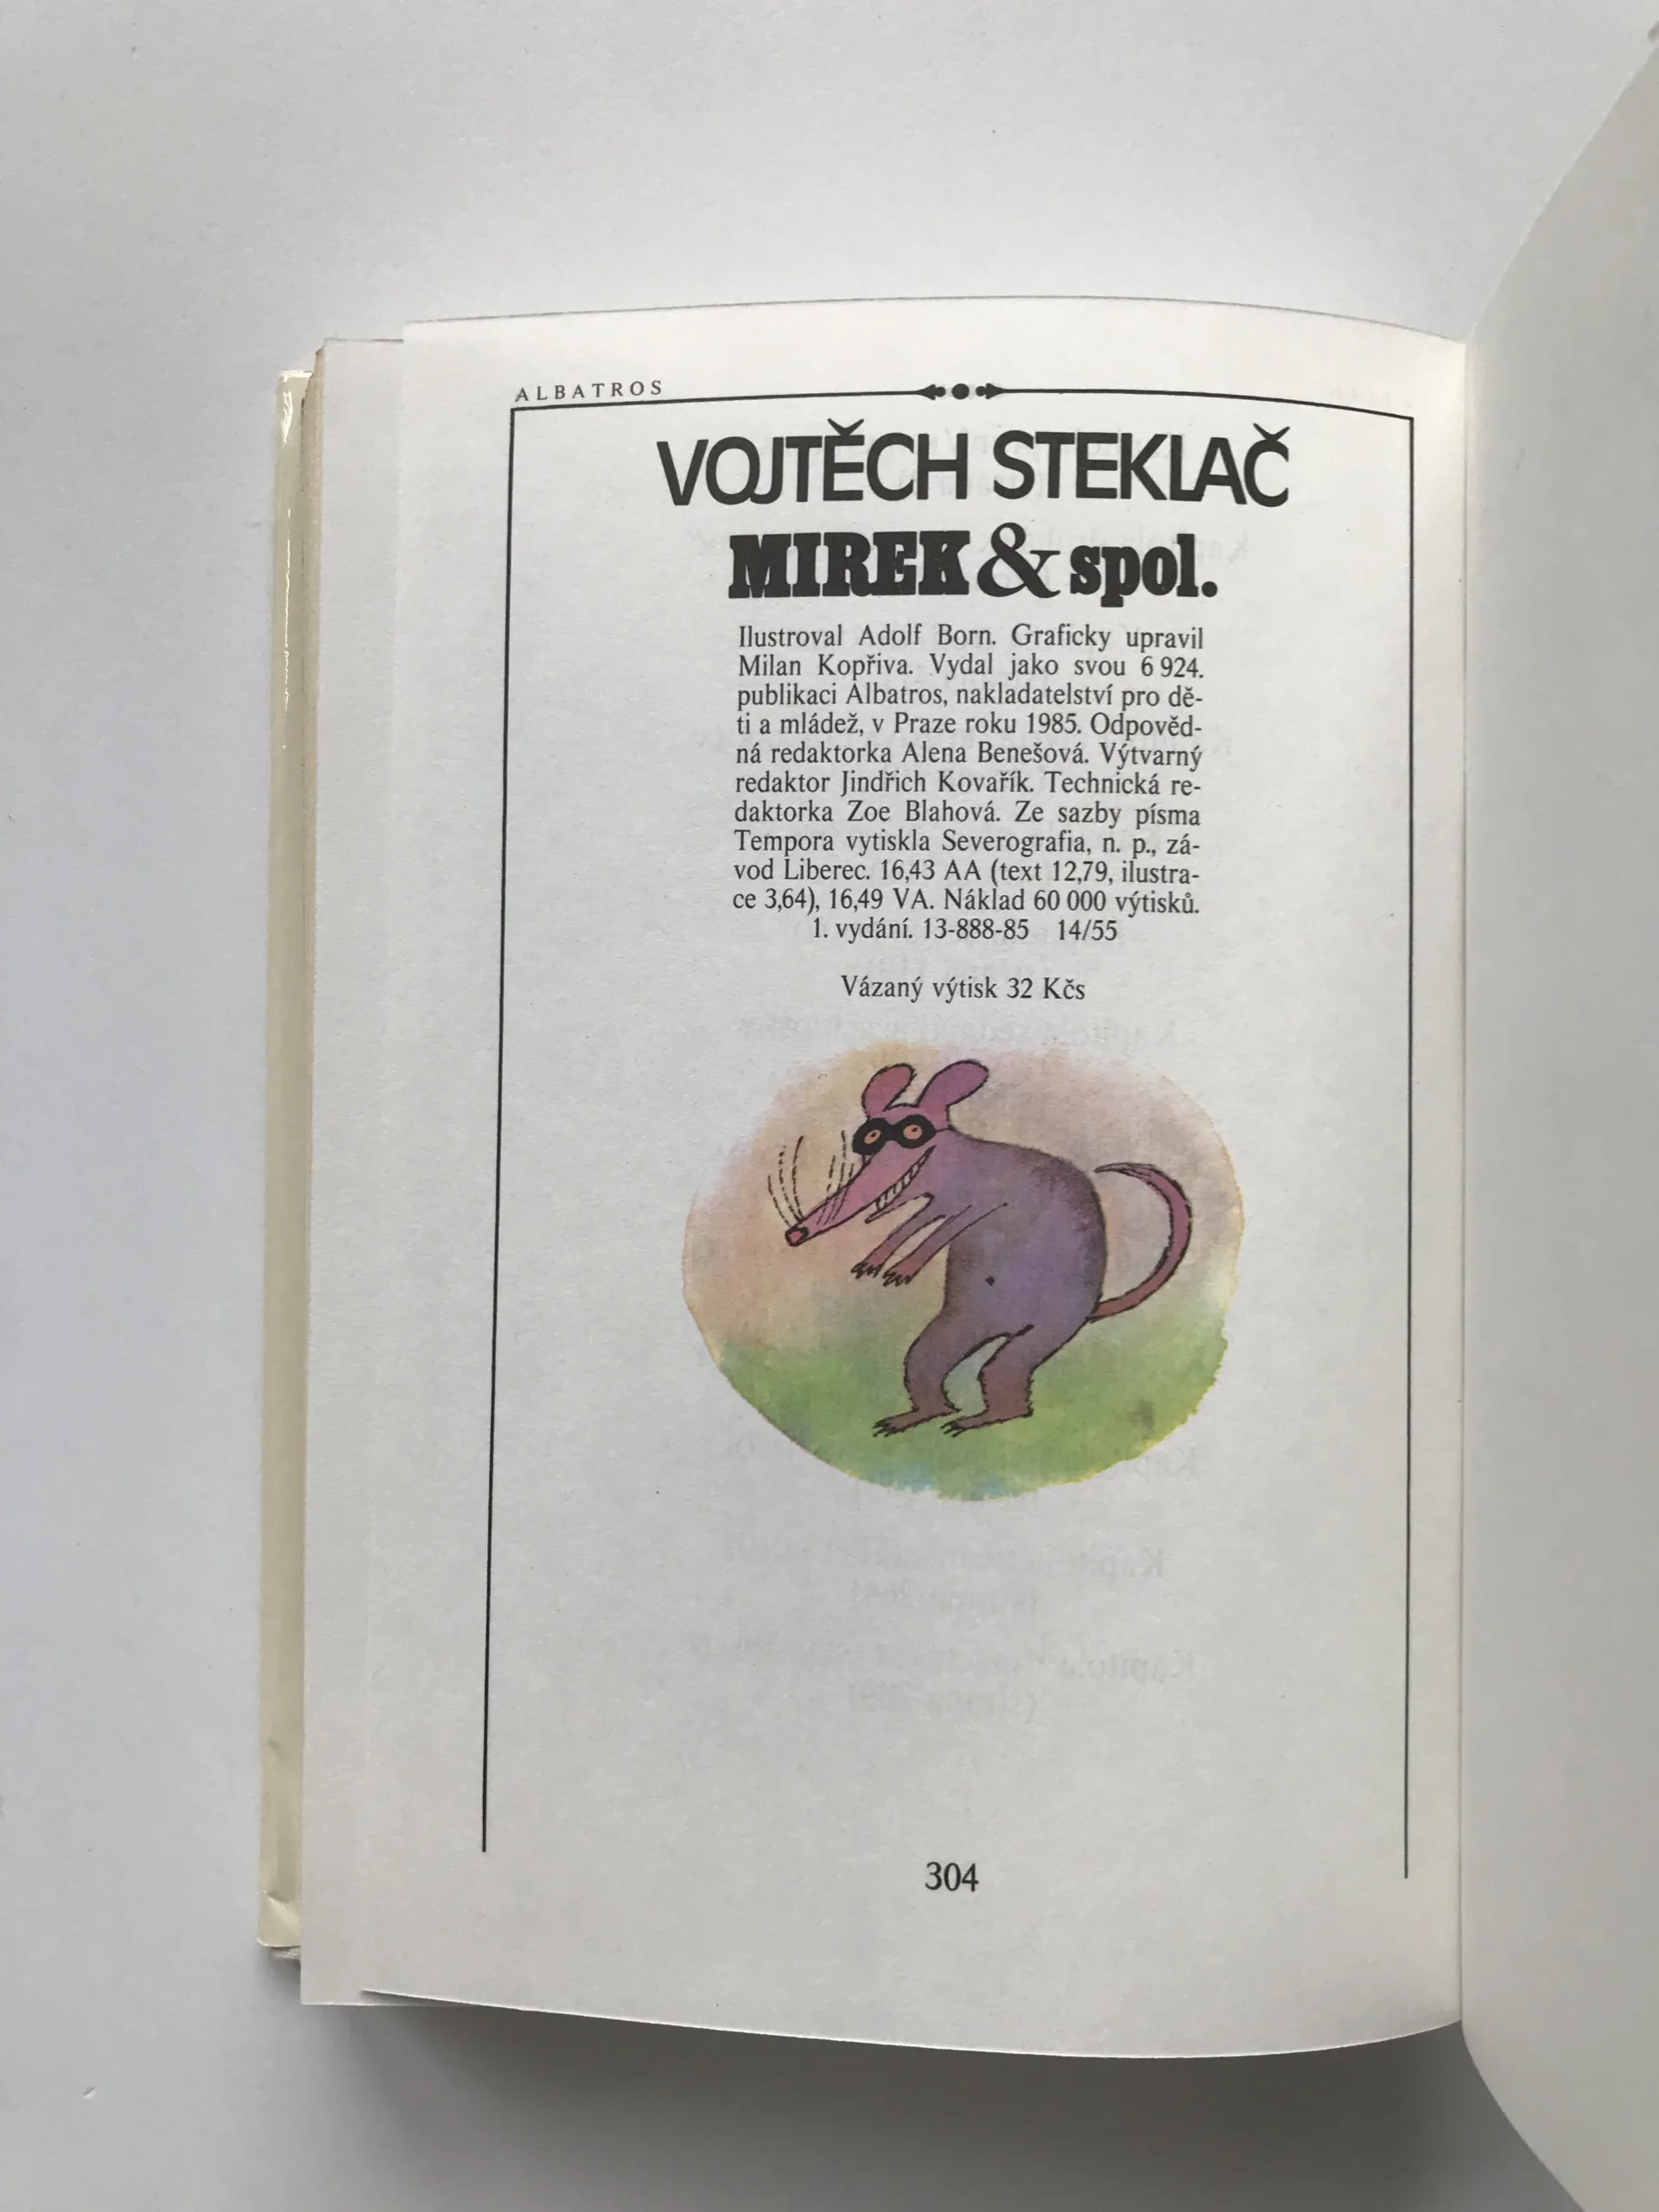 ALBATROS
VOJTĚCH STEKLAČ
MIREK & spol.
Ilustroval Adolf Born. Graficky upravil
Milan Kopřiva. Vydal jako svou 6 924.
publikaci Albatros, nakladatelství pro dě-
ti a mládež, v Praze roku 1985. Odpověd-
ná redaktorka Alena Benešová. Výtvarný
redaktor Jindřich Kovařík. Technická re-
daktorka Zoe Blahová. Ze sazby písma
Tempora vytiskla Severografia, n. p., zá-
vod Liberec. 16,43 AA (text 12,79, ilustra-
ce 3,64), 16,49 VA. Náklad 60 000 výtisků.
1. vydání. 13-888-85 14/55
Vázaný výtisk 32 Kčs
304